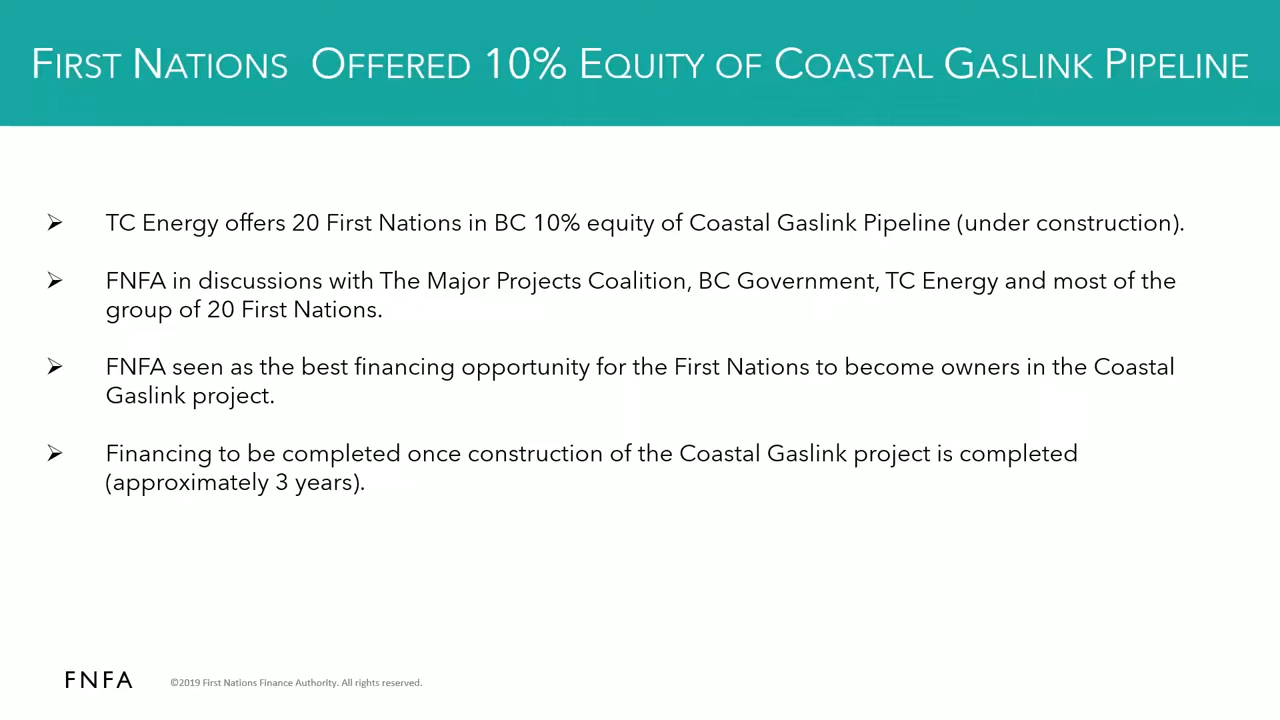 FIRST NATIONS OFFERED 10% EQUITY OF COASTAL GASLINK PIPELINE
➢ TC Energy offers 20 First Nations in BC 10% equity of Coastal Gaslink Pipeline (under construction).
➢ FNFA in discussions with The Major Projects Coalition, BC Government, TC Energy and most of the
group of 20 First Nations.
➢ FNFA seen as the best financing opportunity for the First Nations to become owners in the Coastal
Gaslink project.
➢ Financing to be completed once construction of the Coastal Gaslink project is completed
(approximately 3 years).
FNFA ©2019 First Nations Finance Authority. All rights reserved.